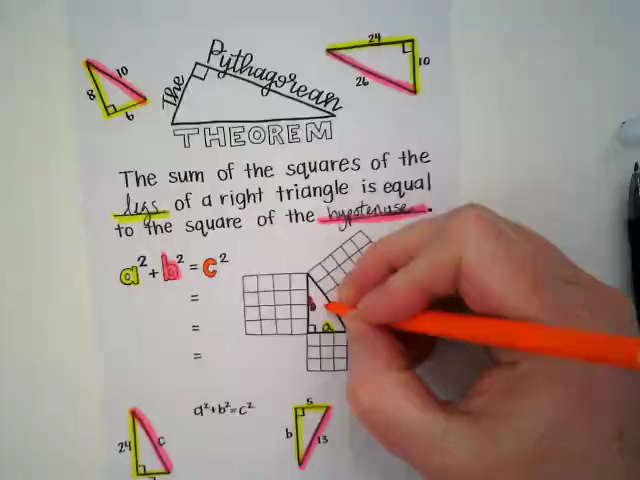 The Pythagorean
THEOREM
8
10
6
24
10
26
The sum of the squares of the
legs of a right triangle is equal
to the square of the hypotenuse.
a² + b² = c²
=
=
=
b
a
24
c
a²+b²=c²
5
b
13